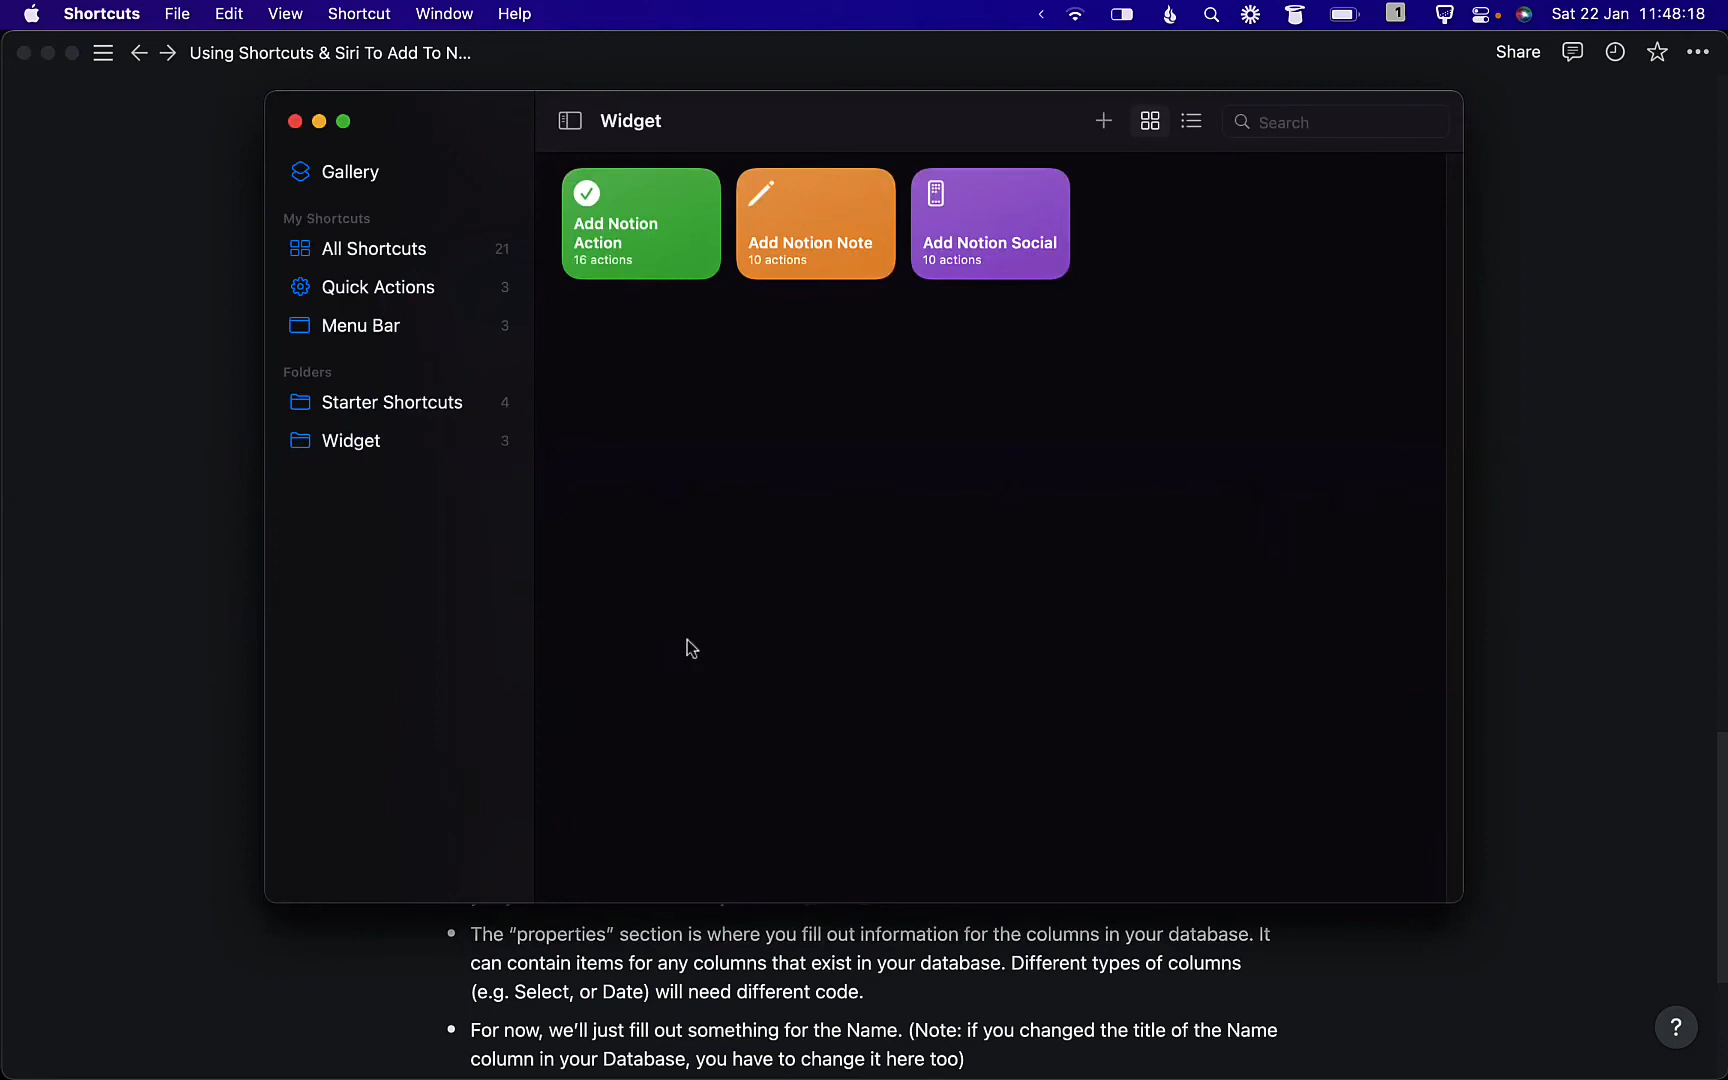 Shortcuts File Edit View Shortcut Window Help 1 Sat 22 Jan 11:48:18
Using Shortcuts & Siri To Add To N... Share
Widget
Search
Gallery
My Shortcuts
All Shortcuts 21
Quick Actions 3
Menu Bar 3
Folders
Starter Shortcuts 4
Widget 3
Add Notion
Action
16 actions
Add Notion Note
10 actions
Add Notion Social
10 actions
• The “properties” section is where you fill out information for the columns in your database. It
can contain items for any columns that exist in your database. Different types of columns
(e.g. Select, or Date) will need different code.
• For now, we’ll just fill out something for the Name. (Note: if you changed the title of the Name
column in your Database, you have to change it here too)
?